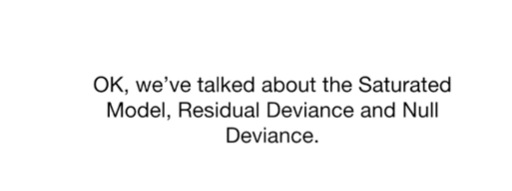 OK, we’ve talked about the Saturated
Model, Residual Deviance and Null
Deviance.